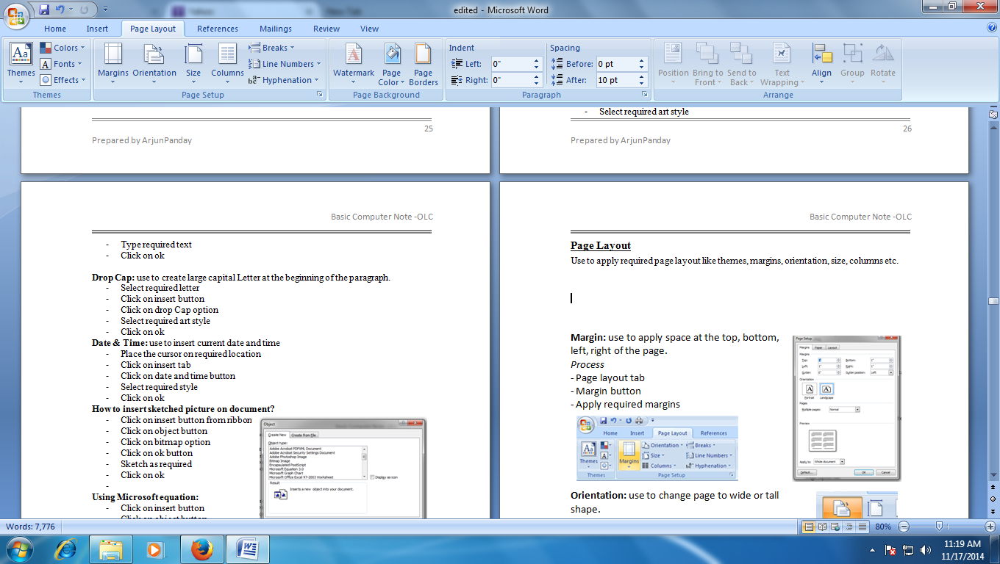 edited - Microsoft Word
Home Insert Page Layout References Mailings Review View
Themes
Colors
Fonts
Effects
Themes
Margins Orientation Size Columns
Breaks
Line Numbers
Hyphenation
Page Setup
Watermark Page Color Page Borders
Page Background
Indent
Left: 0"
Right: 0"
Spacing
Before: 0 pt
After: 10 pt
Paragraph
Position Bring to Front Send to Back Text Wrapping Align Group Rotate
Arrange
25
Prepared by ArjunPanday
- Select required art style
26
Prepared by ArjunPanday
Basic Computer Note -OLC
- Type required text
- Click on ok
Drop Cap: use to create large capital Letter at the beginning of the paragraph.
- Select required letter
- Click on insert button
- Click on drop Cap option
- Select required art style
- Click on ok
Date & Time: use to insert current date and time
- Place the cursor on required location
- Click on insert tab
- Click on date and time button
- Select required style
- Click on ok
How to insert sketched picture on document?
- Click on insert button from ribbon
- Click on object button
- Click on bitmap option
- Click on ok button
- Sketch as required
- Click on ok
-
Using Microsoft equation:
- Click on insert button
- Click on object button
Object
Create New Create from File
Object type:
Adobe Acrobat PDFXML Document
Adobe Acrobat Security Settings Document
Adobe Photoshop Image
Bitmap Image
Encapsulated PostScript
Microsoft Equation 3.0
Microsoft Graph Chart
Microsoft Office Excel 97-2003 Worksheet
Display as icon
Result
Inserts a new object into your document.
Basic Computer Note -OLC
Page Layout
Use to apply required page layout like themes, margins, orientation, size, columns etc.
Margin: use to apply space at the top, bottom,
left, right of the page.
Process
- Page layout tab
- Margin button
- Apply required margins
Page Setup
Margins Paper Layout
Margins
Top: Bottom: 1"
Left: 1" Right: 1"
Gutter: 0" Gutter position: Left
Orientation
Portrait Landscape
Pages
Multiple pages: Normal
Preview
Apply to: Whole document
Default... OK Cancel
Home Insert Page Layout References
Themes
Margins
Orientation
Size
Columns
Breaks
Line Numbers
Hyphenation
Themes Page Setup
Orientation: use to change page to wide or tall
shape.
Words: 7,776
80%
11:19 AM
11/17/2014